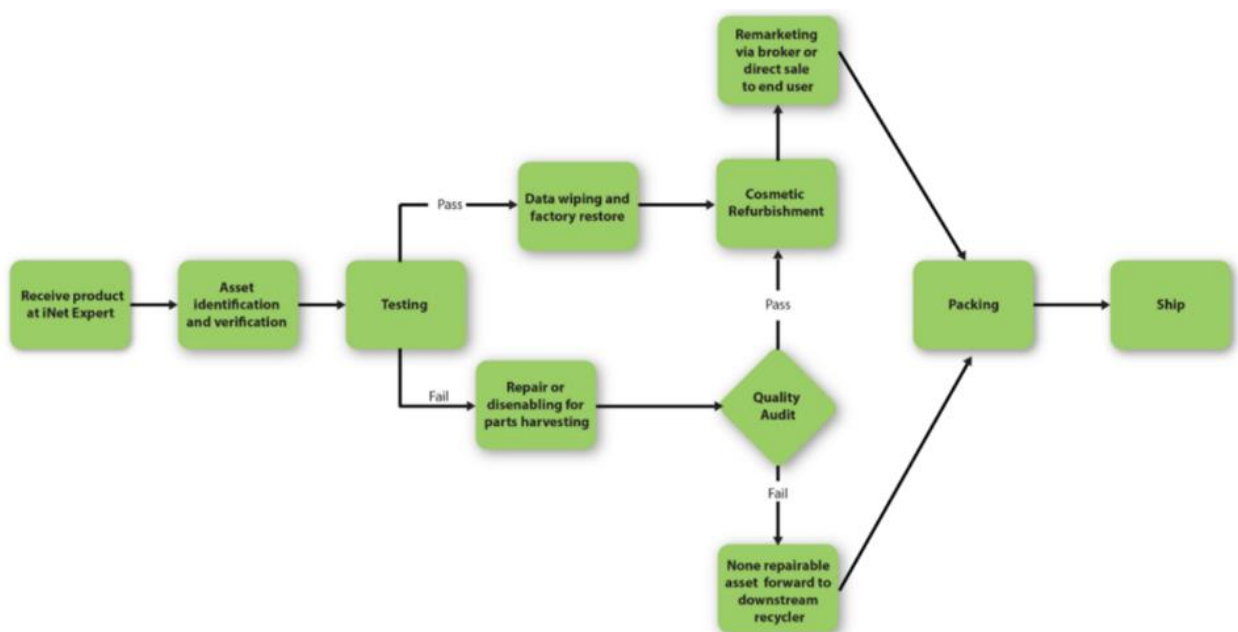 Remarketing
via broker or
direct sale
to end user
Pass
Data wiping and
factory restore
Cosmetic
Refurbishment
Receive product
at iNet Expert
Asset
identification
and verification
Testing
Pass
Packing
Ship
Fail
Repair or
disenabling for
parts harvesting
Quality
Audit
Fail
None repairable
asset forward to
downstream
recycler